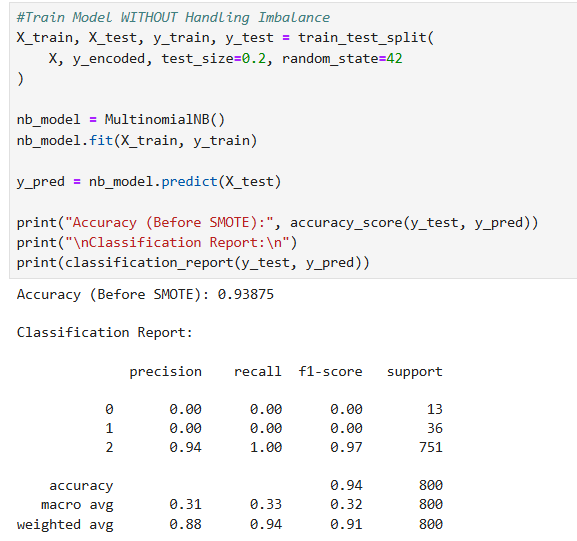 #Train Model WITHOUT Handling Imbalance
X_train, X_test, y_train, y_test = train_test_split(
    X, y_encoded, test_size=0.2, random_state=42
)

nb_model = MultinomialNB()
nb_model.fit(X_train, y_train)

y_pred = nb_model.predict(X_test)

print("Accuracy (Before SMOTE):", accuracy_score(y_test, y_pred))
print("\nClassification Report:\n")
print(classification_report(y_test, y_pred))
Accuracy (Before SMOTE): 0.93875

Classification Report:

              precision    recall  f1-score   support

           0       0.00      0.00      0.00        13
           1       0.00      0.00      0.00        36
           2       0.94      1.00      0.97       751

    accuracy                           0.94       800
   macro avg       0.31      0.33      0.32       800
weighted avg       0.88      0.94      0.91       800